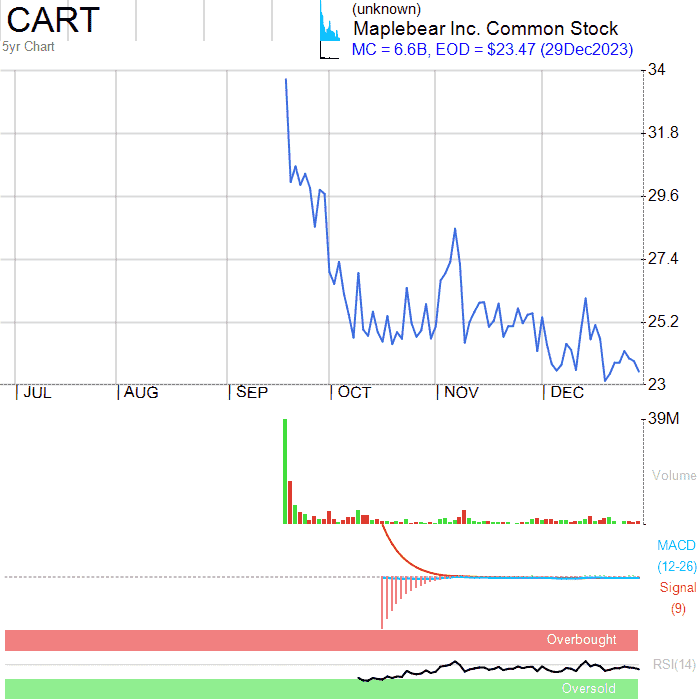 CART
5yr Chart
(unknown)
Maplebear Inc. Common Stock
MC = 6.6B, EOD = $23.47 (29Dec2023)
34
31.8
29.6
27.4
25.2
23
JUL AUG SEP OCT NOV DEC
39M
Volume
MACD
(12-26)
Signal
(9)
Overbought
RSI(14)
Oversold